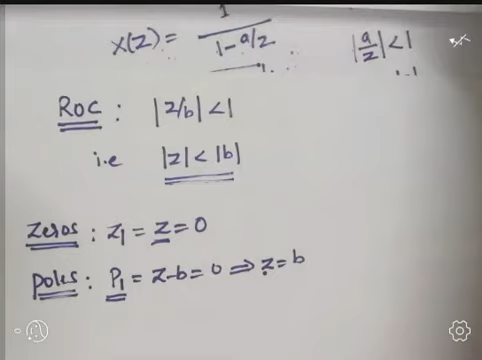 X(Z) = 1 / 1 - a/z |a/z| < 1
ROC : |z/b| < 1
i.e |z| < |b|
Zeros : Z1 = Z = 0
Poles : P1 = Z-b = 0 ⇒ Z = b